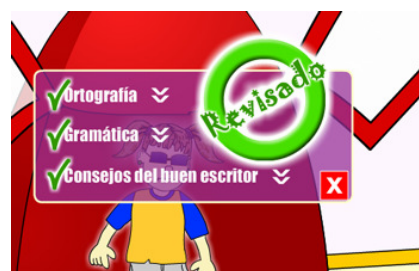 Ortografía
Revisado
Gramática
Consejos del buen escritor
X